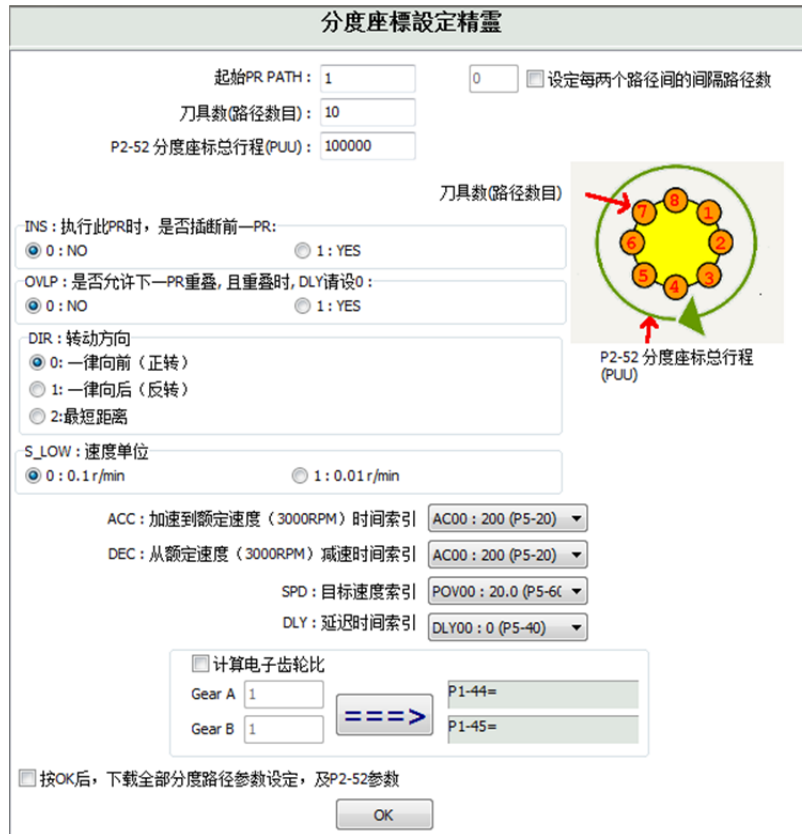 分度座標設定精靈
起始PR PATH : 1
0 设定每两个路径间的间隔路径数
刀具数(路径数目) : 10
P2-52 分度座标总行程(PUU) : 100000
刀具数(路径数目)
8
7 1
6 2
5 3
4
P2-52 分度座标总行程
(PUU)
INS : 执行此PR时，是否插断前一PR:
0 : NO 1 : YES
OVLP : 是否允许下一PR重叠, 且重叠时, DLY请设0 :
0 : NO 1 : YES
DIR : 转动方向
0: 一律向前（正转）
1: 一律向后（反转）
2:最短距离
S_LOW : 速度单位
0 : 0.1 r/min 1 : 0.01 r/min
ACC : 加速到额定速度（3000RPM）时间索引 AC00 : 200 (P5-20)
DEC : 从额定速度（3000RPM）减速时间索引 AC00 : 200 (P5-20)
SPD : 目标速度索引 POV00 : 20.0 (P5-6(
DLY : 延迟时间索引 DLY00 : 0 (P5-40)
计算电子齿轮比
Gear A 1 ===> P1-44=
Gear B 1 P1-45=
按OK后，下载全部分度路径参数设定，及P2-52参数
OK